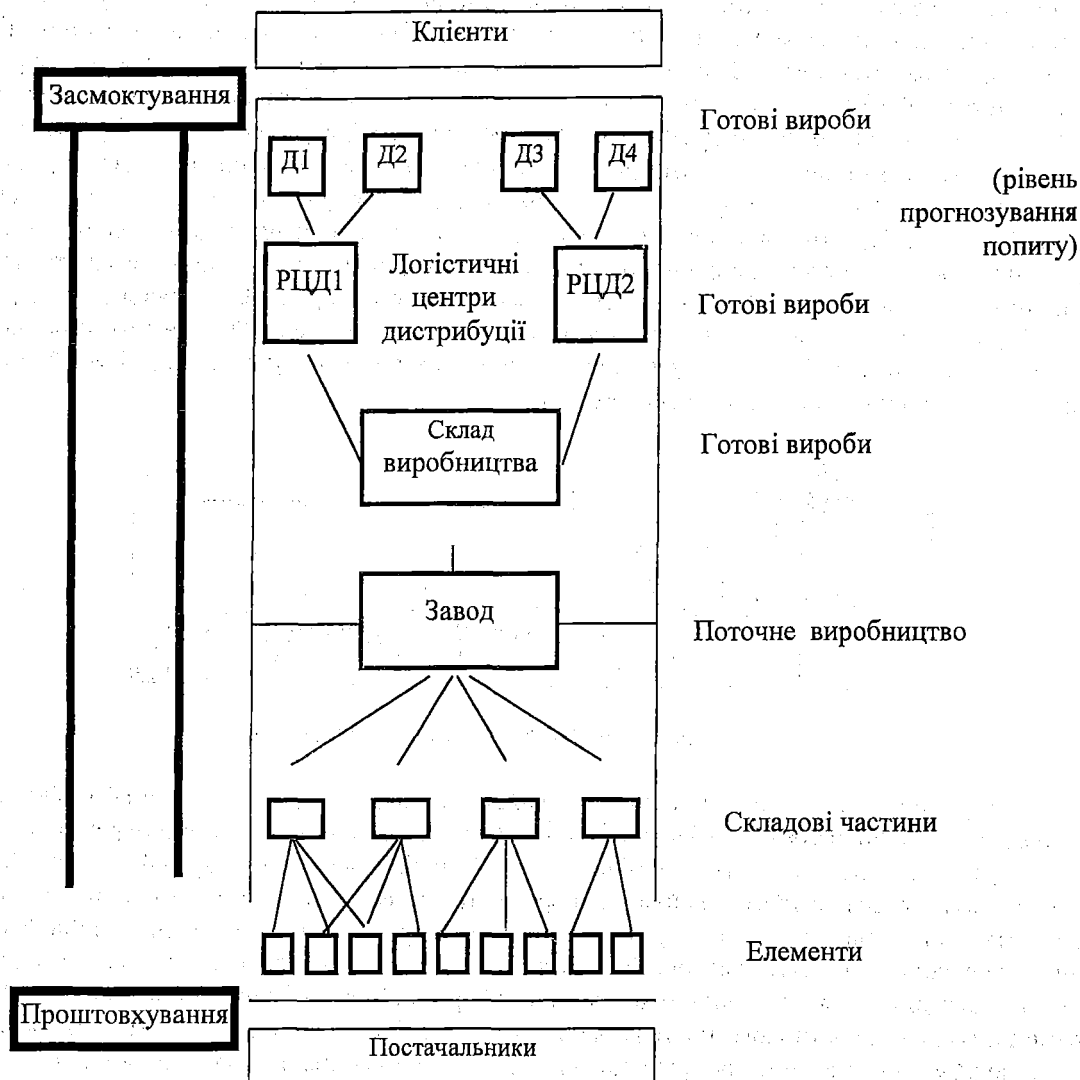 Клієнти
Засмоктування
Готові вироби
Д1
Д2
Д3
Д4
(рівень
прогнозування
попиту)
РЦД1
Логістичні
центри
дистрибуції
РЦД2
Готові вироби
Склад
виробництва
Готові вироби
Завод
Поточне виробництво
Складові частини
Елементи
Проштовхування
Постачальники